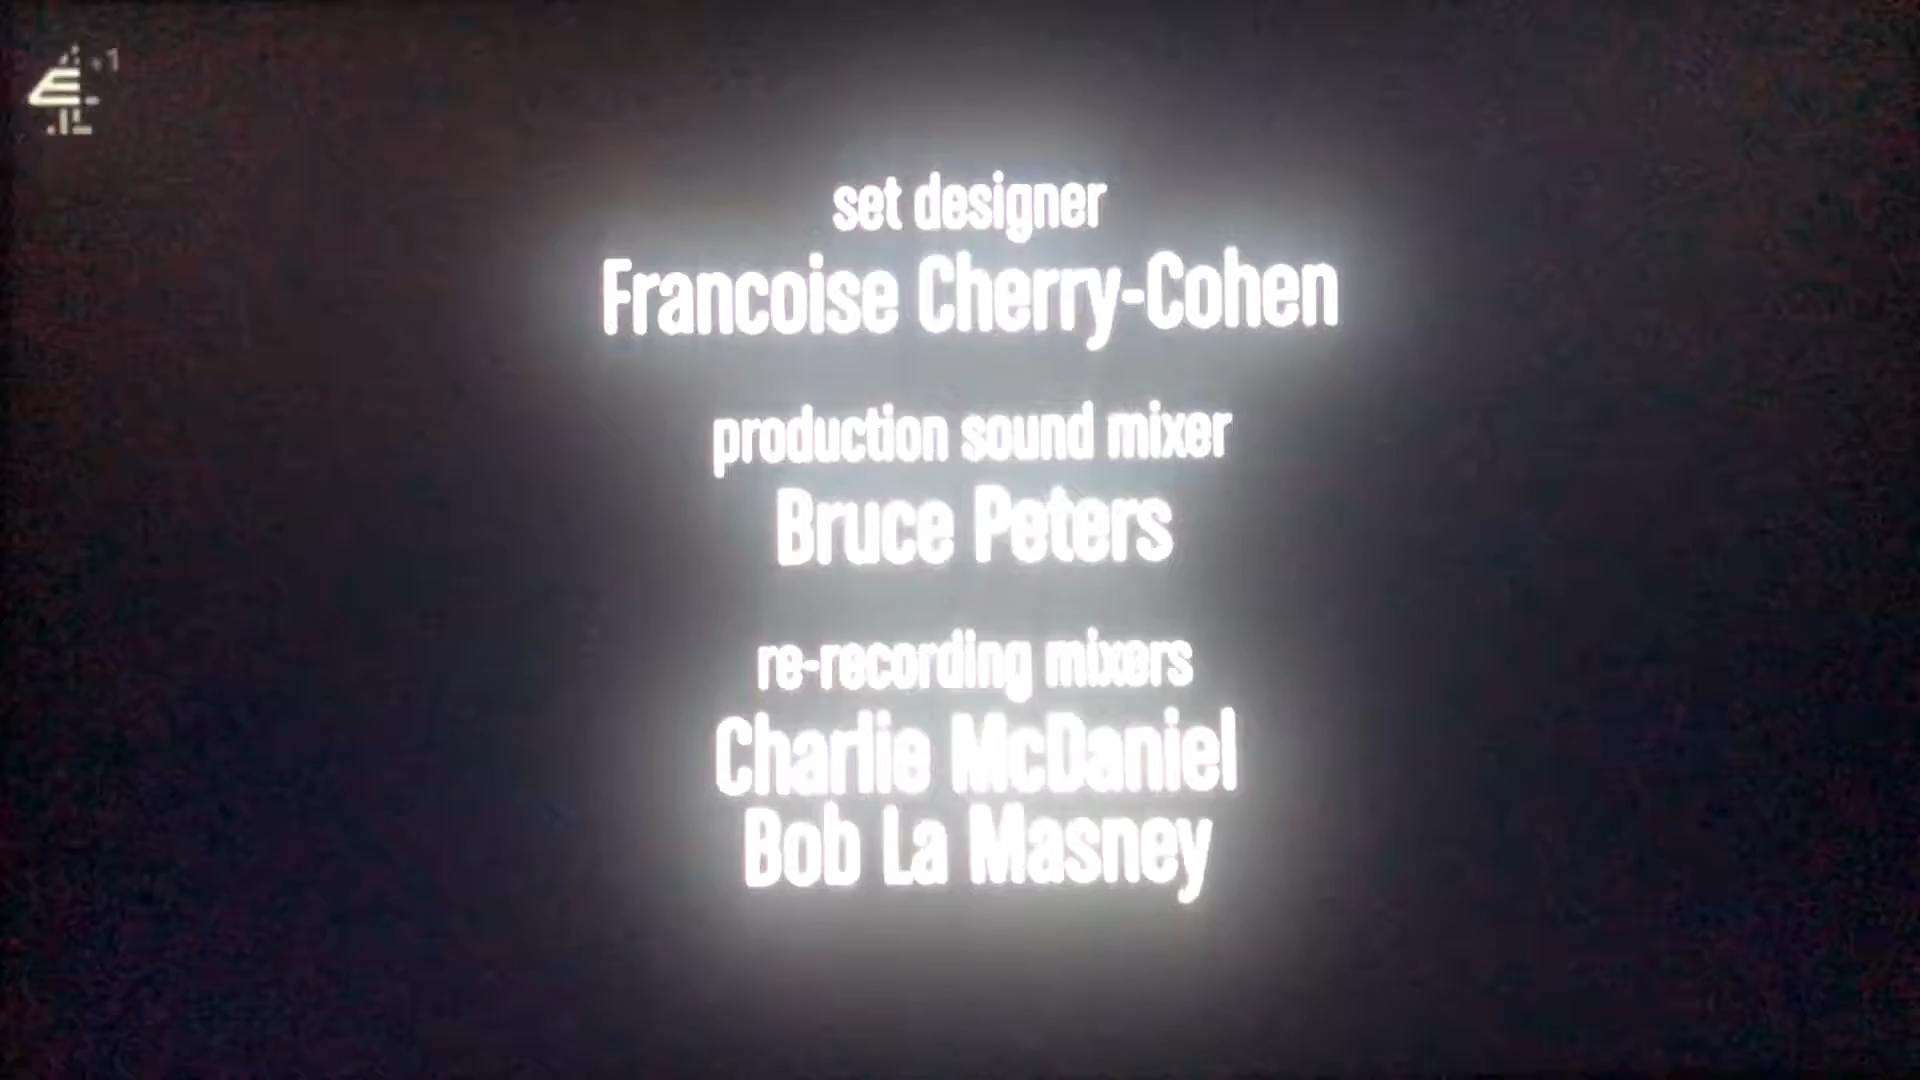 set designer
Francoise Cherry-Cohen
production sound mixer
Bruce Peters
re-recording mixers
Charlie McDaniel
Bob La Masney